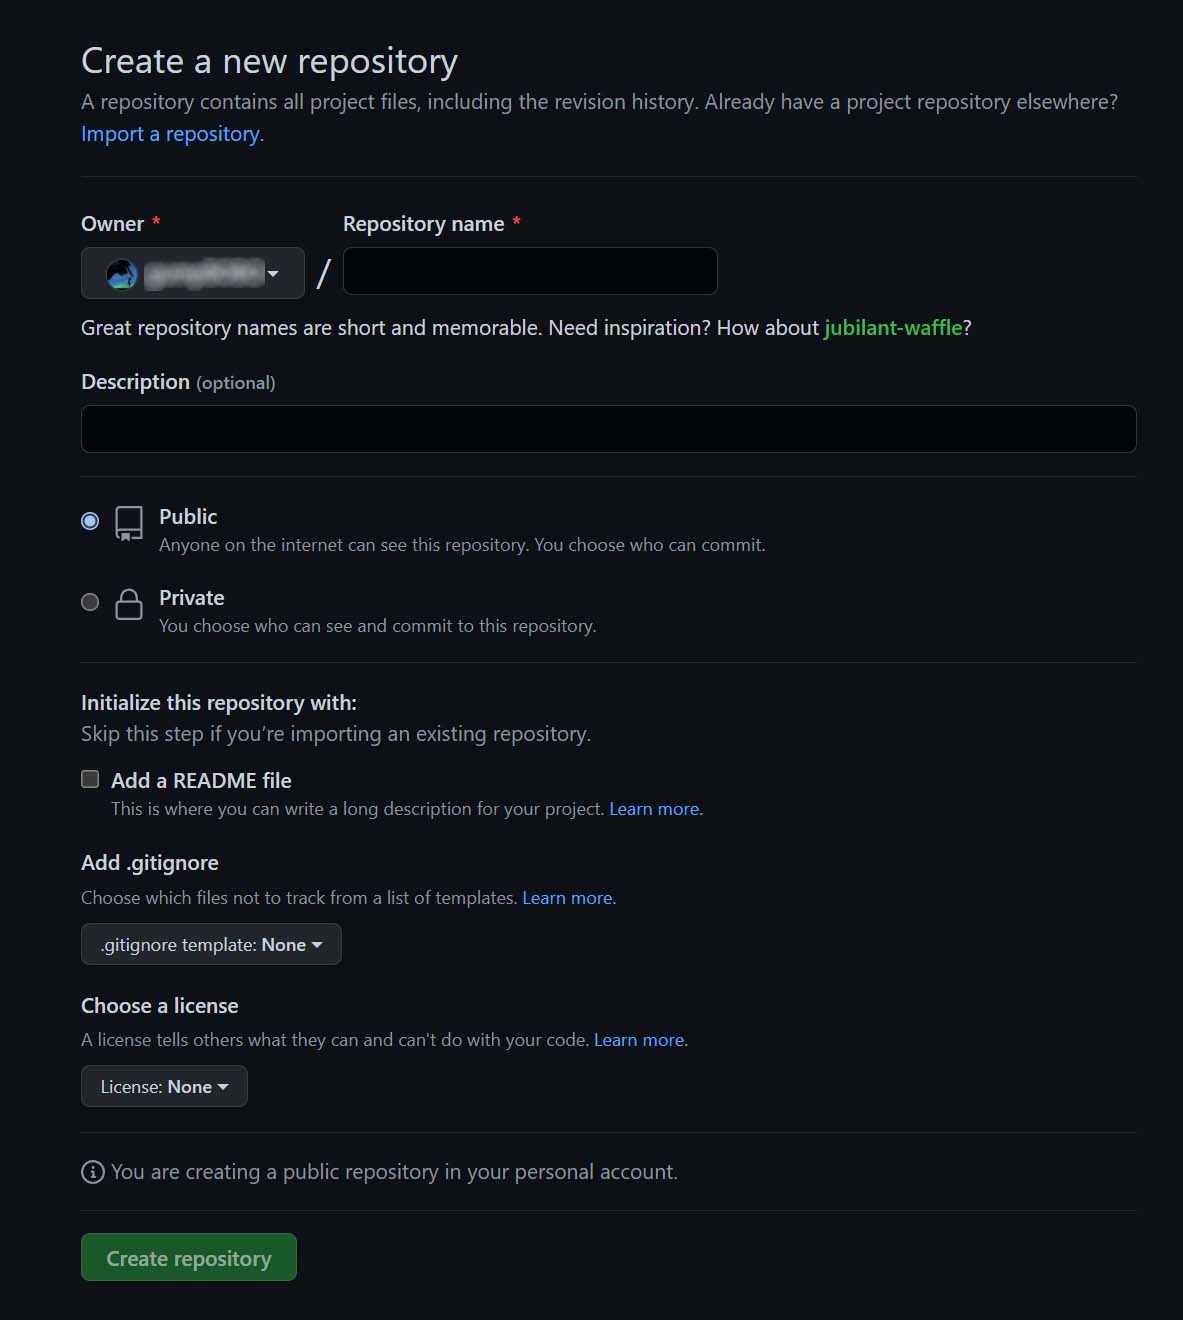 Create a new repository
A repository contains all project files, including the revision history. Already have a project repository elsewhere?
Import a repository.
Owner * Repository name *
/
Great repository names are short and memorable. Need inspiration? How about jubilant-waffle?
Description (optional)
Public
Anyone on the internet can see this repository. You choose who can commit.
Private
You choose who can see and commit to this repository.
Initialize this repository with:
Skip this step if you’re importing an existing repository.
Add a README file
This is where you can write a long description for your project. Learn more.
Add .gitignore
Choose which files not to track from a list of templates. Learn more.
.gitignore template: None
Choose a license
A license tells others what they can and can't do with your code. Learn more.
License: None
You are creating a public repository in your personal account.
Create repository